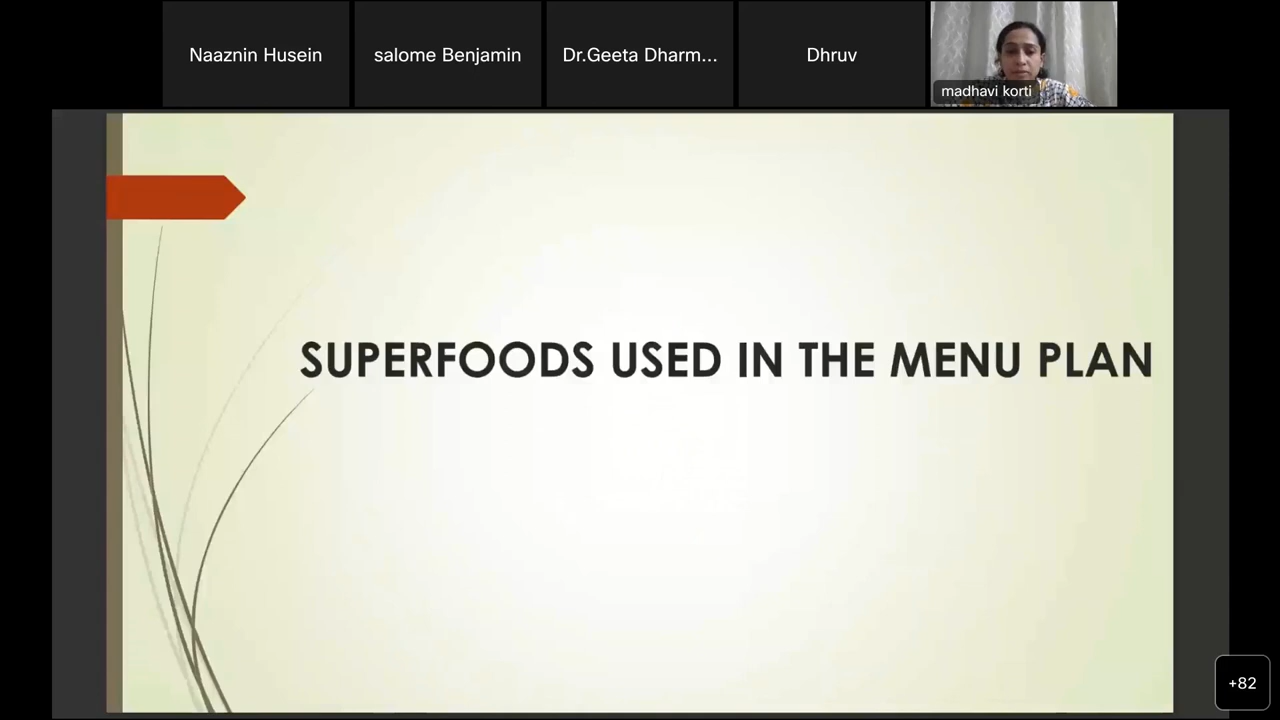 Naaznin Husein
salome Benjamin
Dr.Geeta Dharm...
Dhruv
madhavi korti
SUPERFOODS USED IN THE MENU PLAN
+82